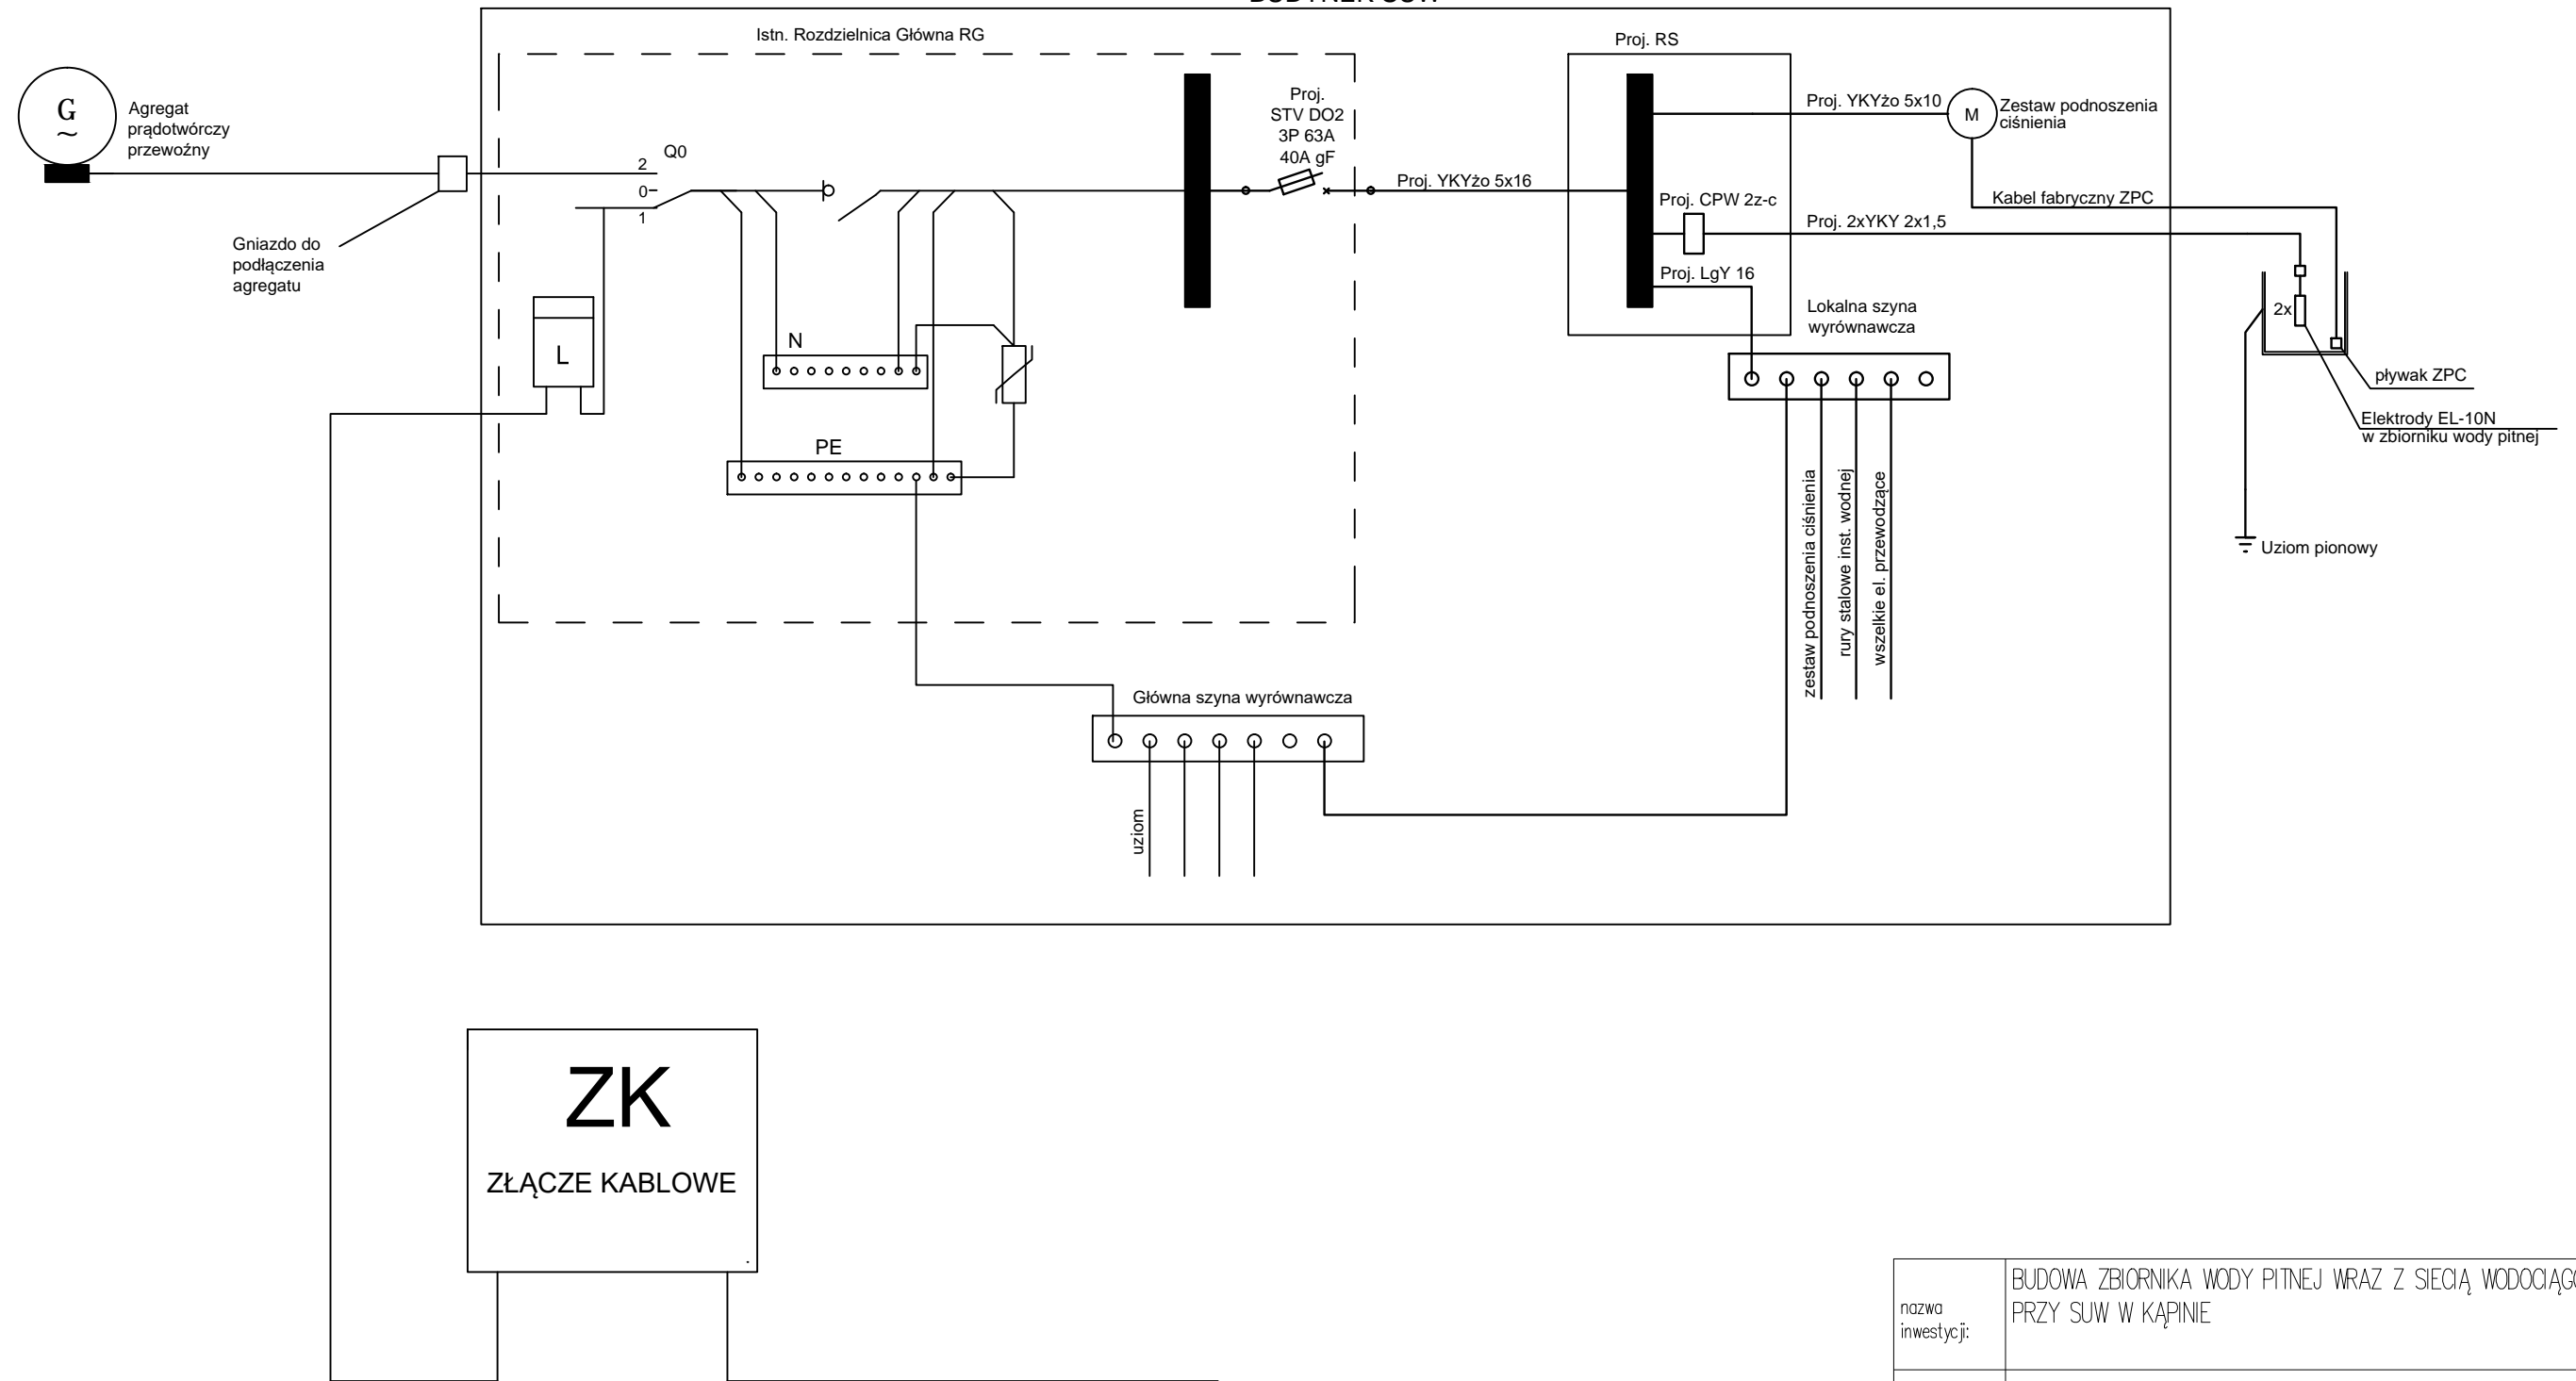 Istn. Rozdzielnica Główna RG
Proj. RS
G
~
Agregat
prądotwórczy
przewoźny
Q0
2
0
1
Gniazdo do
podłączenia
agregatu
L
N
PE
Proj.
STV DO2
3P 63A
40A gF
Proj. YKYżo 5x16
Proj. YKYżo 5x10
M
Zestaw podnoszenia
ciśnienia
Proj. CPW 2z-c
Kabel fabryczny ZPC
Proj. 2xYKY 2x1,5
Proj. LgY 16
Lokalna szyna
wyrównawcza
2x
pływak ZPC
Elektrody EL-10N
w zbiorniku wody pitnej
Uziom pionowy
zestaw podnoszenia ciśnienia
rury stalowe inst. wodnej
wszelkie el. przewodzące
Główna szyna wyrównawcza
uziom
ZK
ZŁĄCZE KABLOWE
nazwa
inwestycji:
BUDOWA ZBIORNIKA WODY PITNEJ WRAZ Z SIECIĄ
PRZY SUW W KĄPINIE